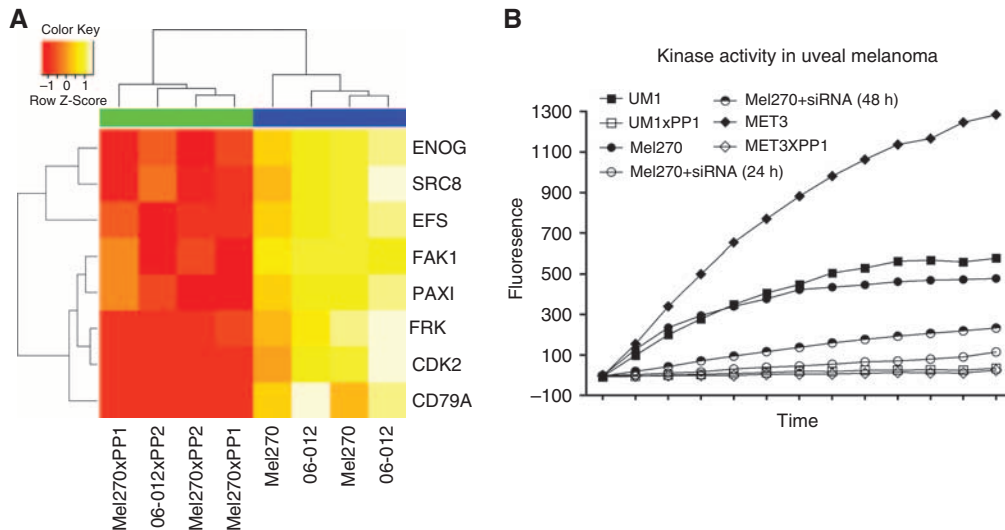 A
Color Key
−1 0 1
Row Z-Score
ENOG
SRC8
EFS
FAK1
PAXI
FRK
CDK2
CD79A
Mel270xPP1
06-012xPP2
Mel270xPP2
Mel270xPP1
Mel270
06-012
Mel270
06-012
B
Kinase activity in uveal melanoma
UM1
UM1xPP1
Mel270
Mel270+siRNA (24 h)
Mel270+siRNA (48 h)
MET3
MET3XPP1
Fluoresence
1300
1100
900
700
500
300
100
−100
Time